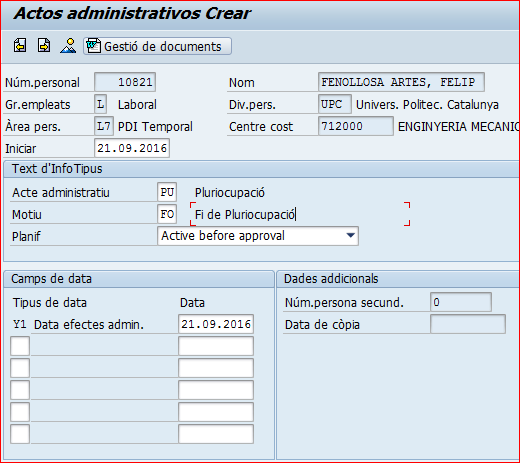 Actos administrativos Crear
Gestió de documents
Núm.personal 10821 Nom FENOLLOSA ARTES, FELIP
Gr.empleats L Laboral Div.pers. UPC Univers. Politec. Catalunya
Àrea pers. L7 PDI Temporal Centre cost 712000 ENGINYERIA MECANIC
Iniciar 21.09.2016
Text d'InfoTipus
Acte administratiu PU Pluriocupació
Motiu FO Fi de Pluriocupació
Planif Active before approval
Camps de data Dades addicionals
Tipus de data Data Núm.persona secund. 0
Y1 Data efectes admin. 21.09.2016 Data de còpia